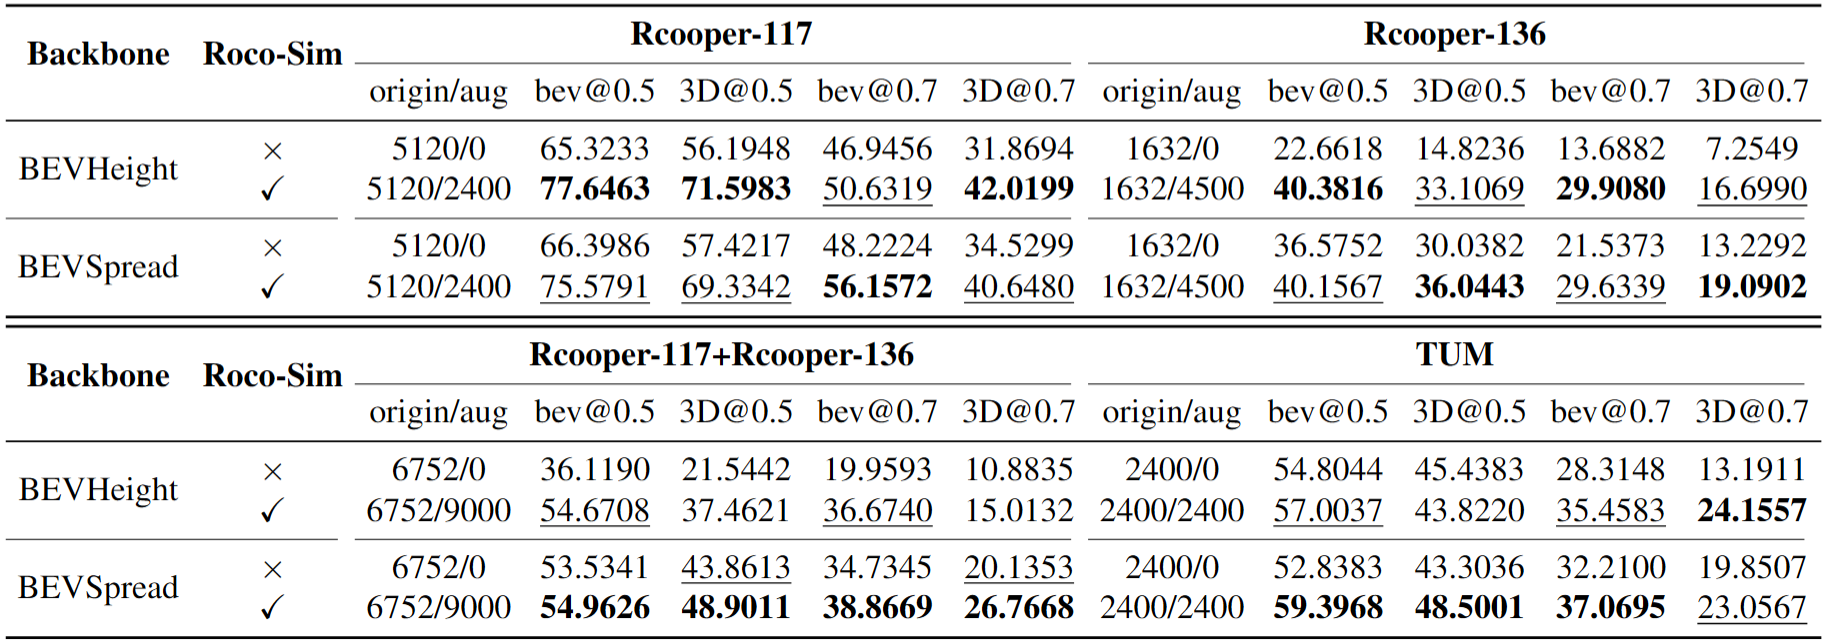 Backbone Roco-Sim Rcooper-117 Rcooper-136
origin/aug bev@0.5 3D@0.5 bev@0.7 3D@0.7 origin/aug bev@0.5 3D@0.5 bev@0.7 3D@0.7
BEVHeight × 5120/0 65.3233 56.1948 46.9456 31.8694 1632/0 22.6618 14.8236 13.6882 7.2549
✓ 5120/2400 77.6463 71.5983 50.6319 42.0199 1632/4500 40.3816 33.1069 29.9080 16.6990
BEVSpread × 5120/0 66.3986 57.4217 48.2224 34.5299 1632/0 36.5752 30.0382 21.5373 13.2292
✓ 5120/2400 75.5791 69.3342 56.1572 40.6480 1632/4500 40.1567 36.0443 29.6339 19.0902
Backbone Roco-Sim Rcooper-117+Rcooper-136 TUM
origin/aug bev@0.5 3D@0.5 bev@0.7 3D@0.7 origin/aug bev@0.5 3D@0.5 bev@0.7 3D@0.7
BEVHeight × 6752/0 36.1190 21.5442 19.9593 10.8835 2400/0 54.8044 45.4383 28.3148 13.1911
✓ 6752/9000 54.6708 37.4621 36.6740 15.0132 2400/2400 57.0037 43.8220 35.4583 24.1557
BEVSpread × 6752/0 53.5341 43.8613 34.7345 20.1353 2400/0 52.8383 43.3036 32.2100 19.8507
✓ 6752/9000 54.9626 48.9011 38.8669 26.7668 2400/2400 59.3968 48.5001 37.0695 23.0567